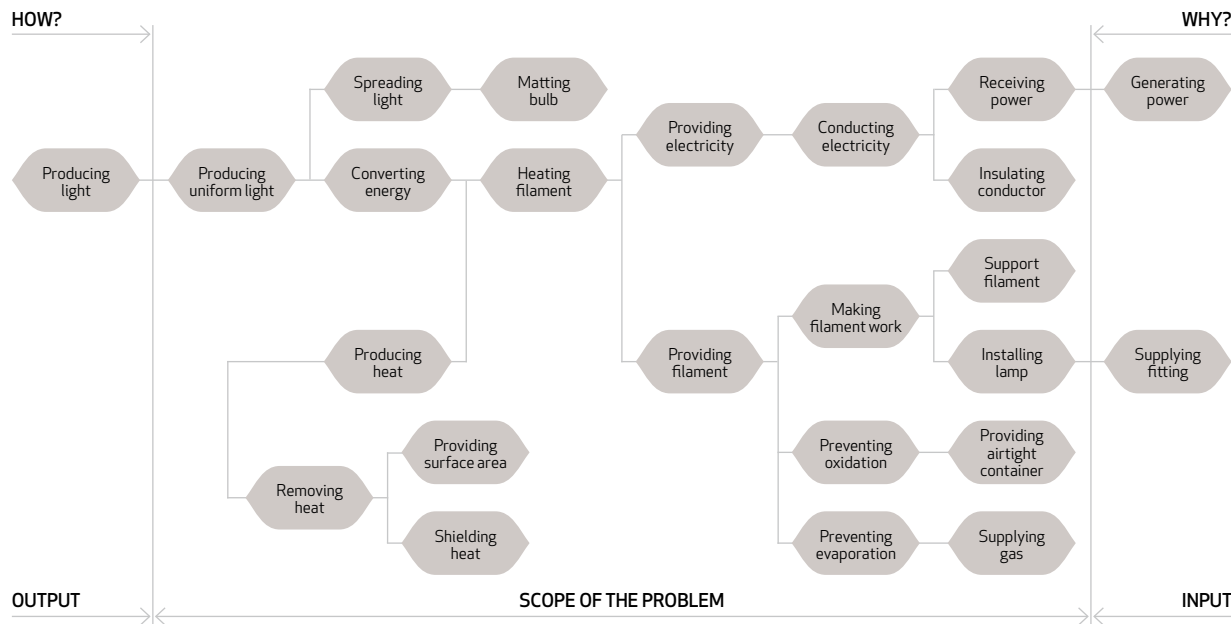 HOW?
WHY?
Spreading
light
Matting
bulb
Receiving
power
Generating
power
Providing
electricity
Conducting
electricity
Producing
light
Producing
uniform light
Converting
energy
Heating
filament
Insulating
conductor
Support
filament
Making
filament work
Producing
heat
Providing
filament
Installing
lamp
Supplying
fitting
Providing
surface area
Preventing
oxidation
Providing
airtight
container
Removing
heat
Shielding
heat
Preventing
evaporation
Supplying
gas
OUTPUT
SCOPE OF THE PROBLEM
INPUT